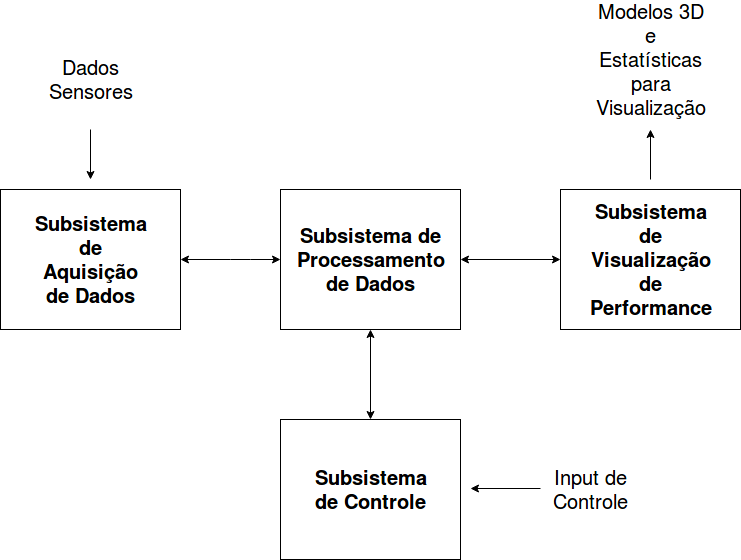 Modelos 3D
e
Estatísticas
para
Visualização
Dados
Sensores
Subsistema
de
Aquisição
de Dados
Subsistema de
Processamento
de Dados
Subsistema
de
Visualização
de
Performance
Subsistema
de Controle
Input de
Controle